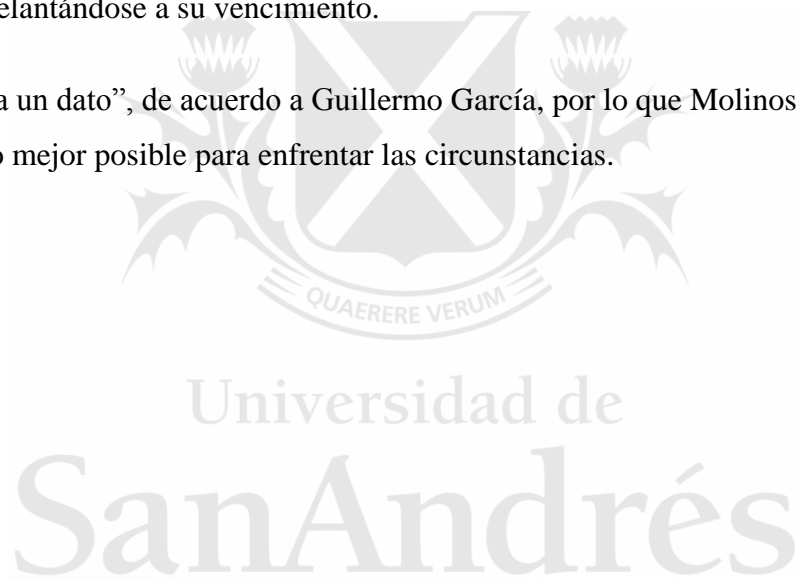 elantándose a su vencimiento.
a un dato”, de acuerdo a Guillermo García, por lo que Molinos
o mejor posible para enfrentar las circunstancias.
QUAERERE VERUM
Universidad de
SanAndrés